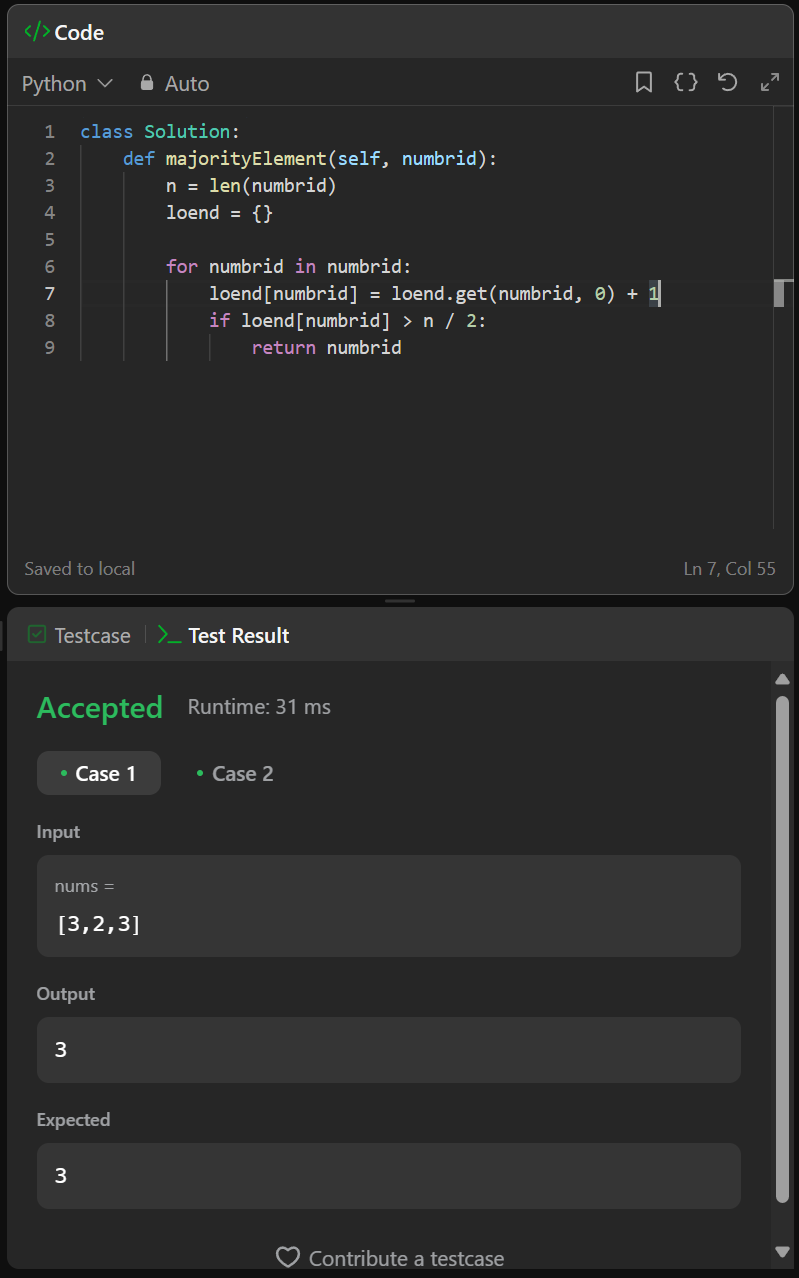 </> Code
Python Auto {}
1 class Solution:
2     def majorityElement(self, numbrid):
3         n = len(numbrid)
4         loend = {}
5
6         for numbrid in numbrid:
7             loend[numbrid] = loend.get(numbrid, 0) + 1
8             if loend[numbrid] > n / 2:
9                 return numbrid
Saved to local Ln 7, Col 55
Testcase >_ Test Result
Accepted Runtime: 31 ms
• Case 1 • Case 2
Input
nums =
[3,2,3]
Output
3
Expected
3
Contribute a testcase